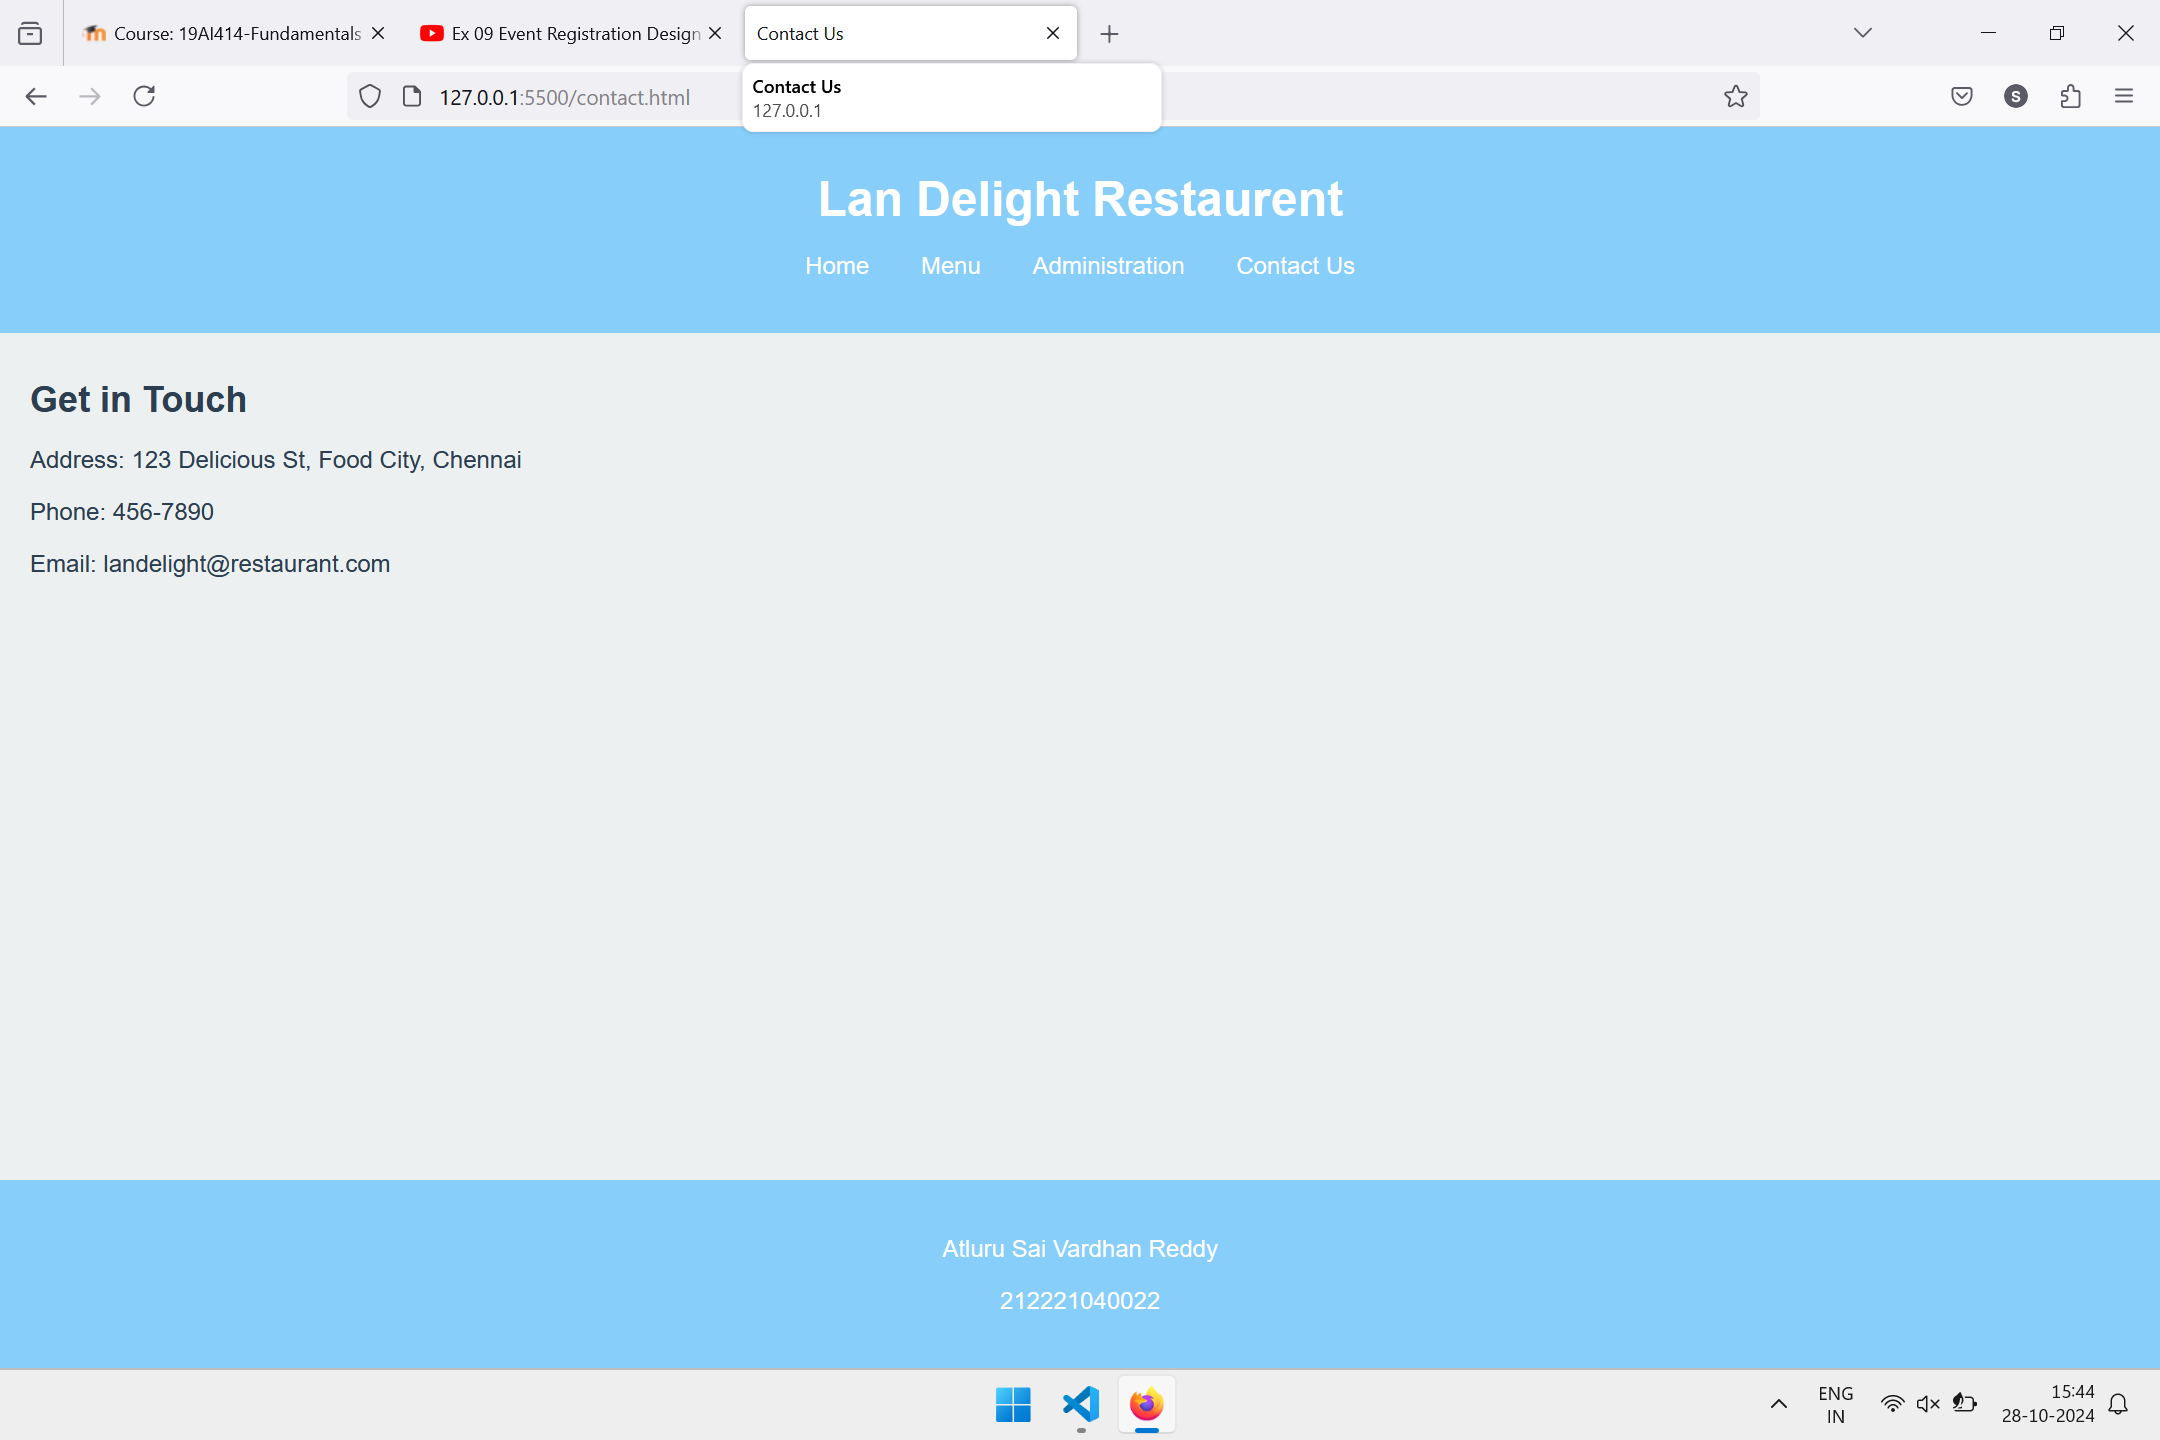 Course: 19AI414-Fundamentals
Ex 09 Event Registration Design
Contact Us
127.0.0.1:5500/contact.html
Contact Us
127.0.0.1
S
Lan Delight Restaurent
Home Menu Administration Contact Us
Get in Touch
Address: 123 Delicious St, Food City, Chennai
Phone: 456-7890
Email: landelight@restaurant.com
Atluru Sai Vardhan Reddy
212221040022
ENG
IN
15:44
28-10-2024